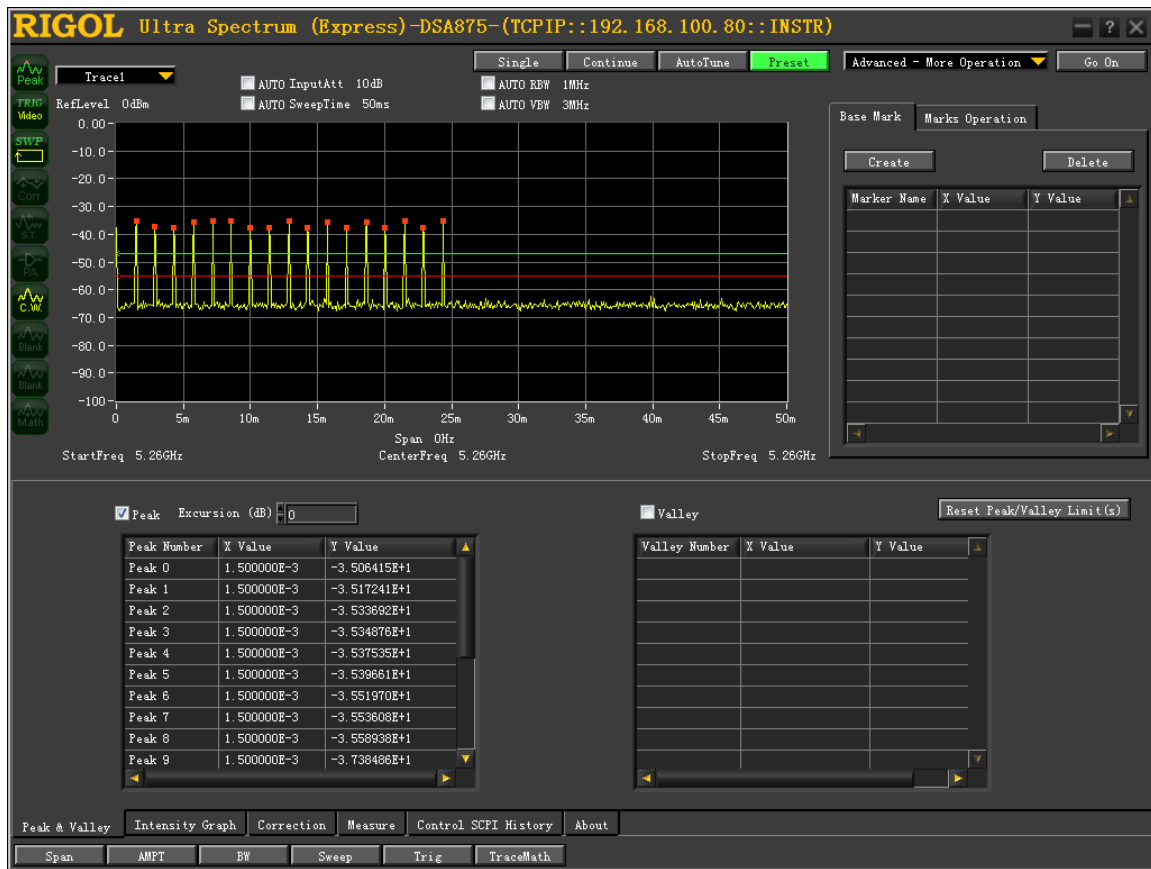 RIGOL Ultra Spectrum (Express)-DSA875-(TCPIP::192.168.100.80::INSTR)
Single Continue AutoTune Preset Advanced - More Operation Go On
Peak
Trace1
AUTO InputAtt 10dB AUTO RBW 1MHz
TRIG Video
RefLevel 0dBm AUTO SweepTime 50ms AUTO VBW 3MHz
Base Mark Marks Operation
Create Delete
Marker Name X Value Y Value
SWP
Corr
S.T.
PA
C.W.
Blank
Blank
Math
0.00
-10.0
-20.0
-30.0
-40.0
-50.0
-60.0
-70.0
-80.0
-90.0
-100
0 5m 10m 15m 20m 25m 30m 35m 40m 45m 50m
Span 0Hz
StartFreq 5.26GHz CenterFreq 5.26GHz StopFreq 5.26GHz
Peak Excursion (dB) 0 Valley Reset Peak/Valley Limit(s)
Peak Number X Value Y Value
Peak 0 1.500000E-3 -3.506415E+1
Peak 1 1.500000E-3 -3.517241E+1
Peak 2 1.500000E-3 -3.533692E+1
Peak 3 1.500000E-3 -3.534876E+1
Peak 4 1.500000E-3 -3.537535E+1
Peak 5 1.500000E-3 -3.539661E+1
Peak 6 1.500000E-3 -3.551970E+1
Peak 7 1.500000E-3 -3.553608E+1
Peak 8 1.500000E-3 -3.558938E+1
Peak 9 1.500000E-3 -3.738486E+1
Valley Number X Value Y Value
Peak & Valley Intensity Graph Correction Measure Control SCPI History About
Span AMPT BW Sweep Trig TraceMath